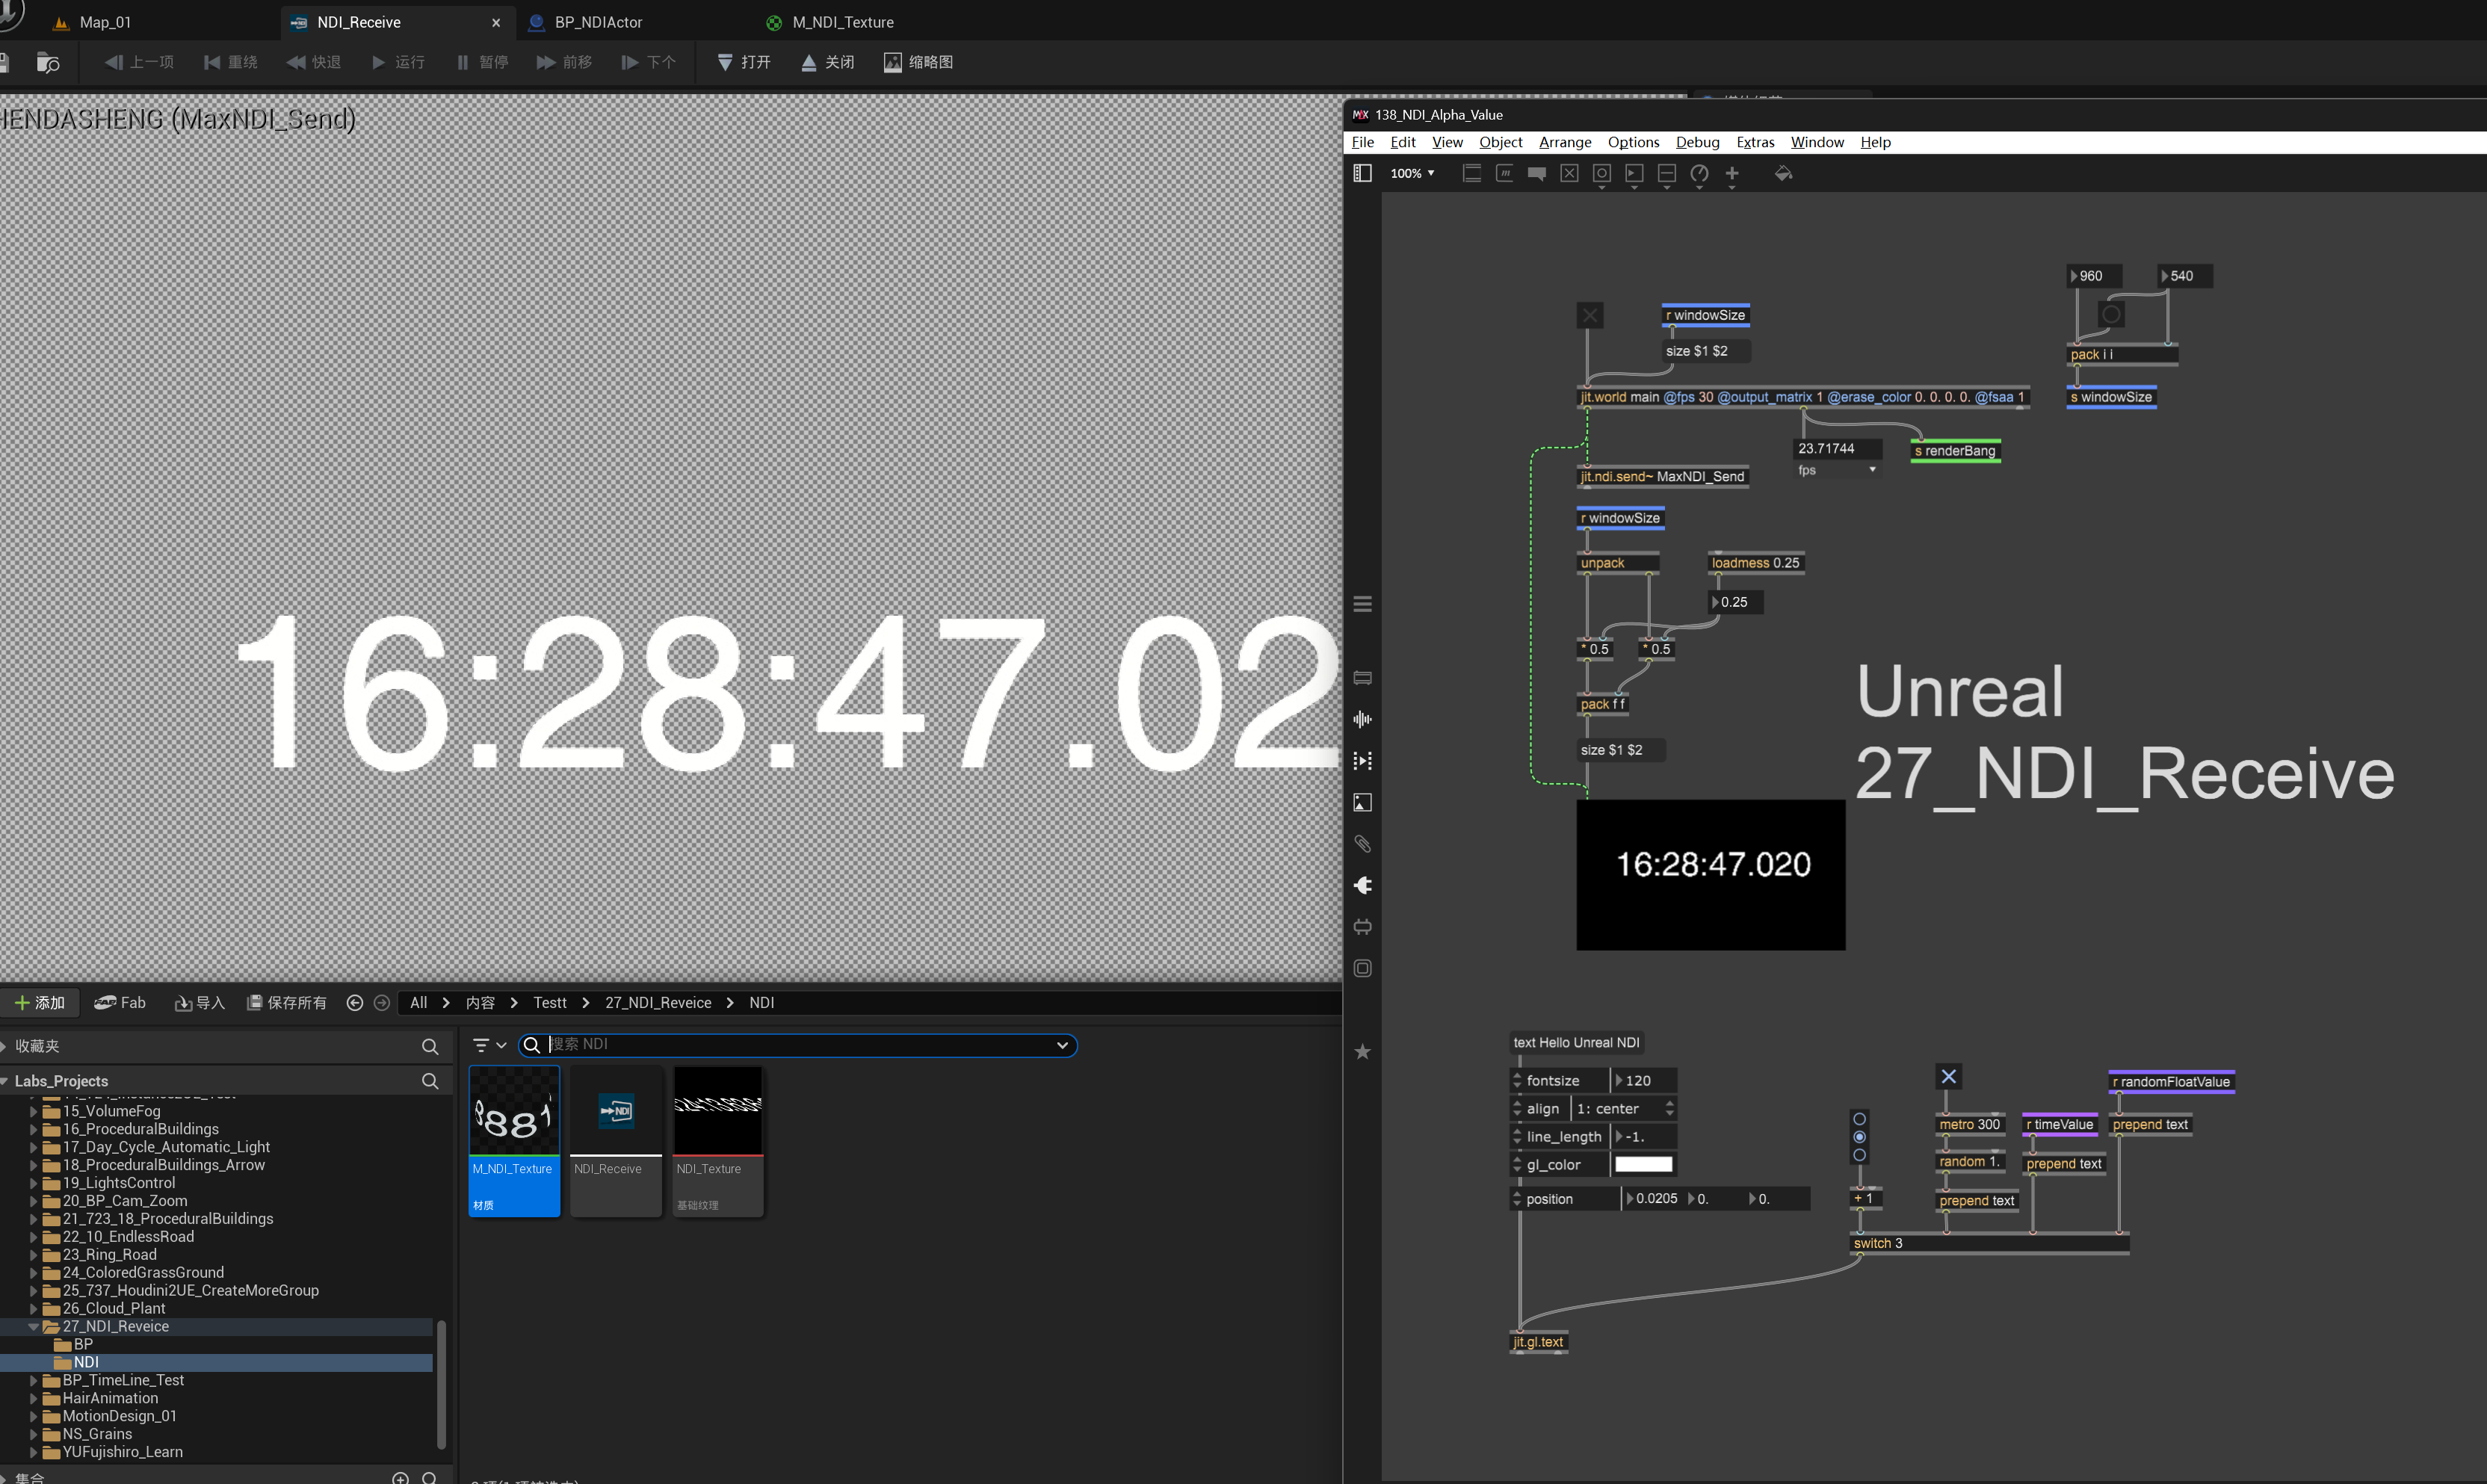 Map_01
NDI_Receive
BP_NDIActor
M_NDI_Texture
上一项
重绕
快退
运行
暂停
前移
下个
打开
关闭
缩略图
HENDASHENG (MaxNDI_Send)
16:28:47.02
添加
Fab
导入
保存所有
All
内容
Testt
27_NDI_Reveice
NDI
收藏夹
Labs_Projects
15_VolumeFog
16_ProceduralBuildings
17_Day_Cycle_Automatic_Light
18_ProceduralBuildings_Arrow
19_LightsControl
20_BP_Cam_Zoom
21_723_18_ProceduralBuildings
22_10_EndlessRoad
23_Ring_Road
24_ColoredGrassGround
25_737_Houdini2UE_CreateMoreGroup
26_Cloud_Plant
27_NDI_Reveice
BP
NDI
BP_TimeLine_Test
HairAnimation
MotionDesign_01
NS_Grains
YUFujishiro_Learn
集合
搜索 NDI
M_NDI_Texture
材质
NDI_Receive
NDI_Texture
基础纹理
138_NDI_Alpha_Value
File Edit View Object Arrange Options Debug Extras Window Help
100%
960
540
pack i i
s windowSize
r windowSize
size $1 $2
jit.world main @fps 30 @output_matrix 1 @erase_color 0. 0. 0. 0. @fsaa 1
23.71744
fps
s renderBang
jit.ndi.send~ MaxNDI_Send
r windowSize
unpack
loadmess 0.25
0.25
* 0.5
* 0.5
pack f f
size $1 $2
Unreal
27_NDI_Receive
16:28:47.020
text Hello Unreal NDI
fontsize 120
align 1: center
line_length -1.
gl_color
position 0.0205 0. 0.
r randomFloatValue
metro 300
r timeValue
prepend text
random 1.
prepend text
+ 1
prepend text
switch 3
jit.gl.text